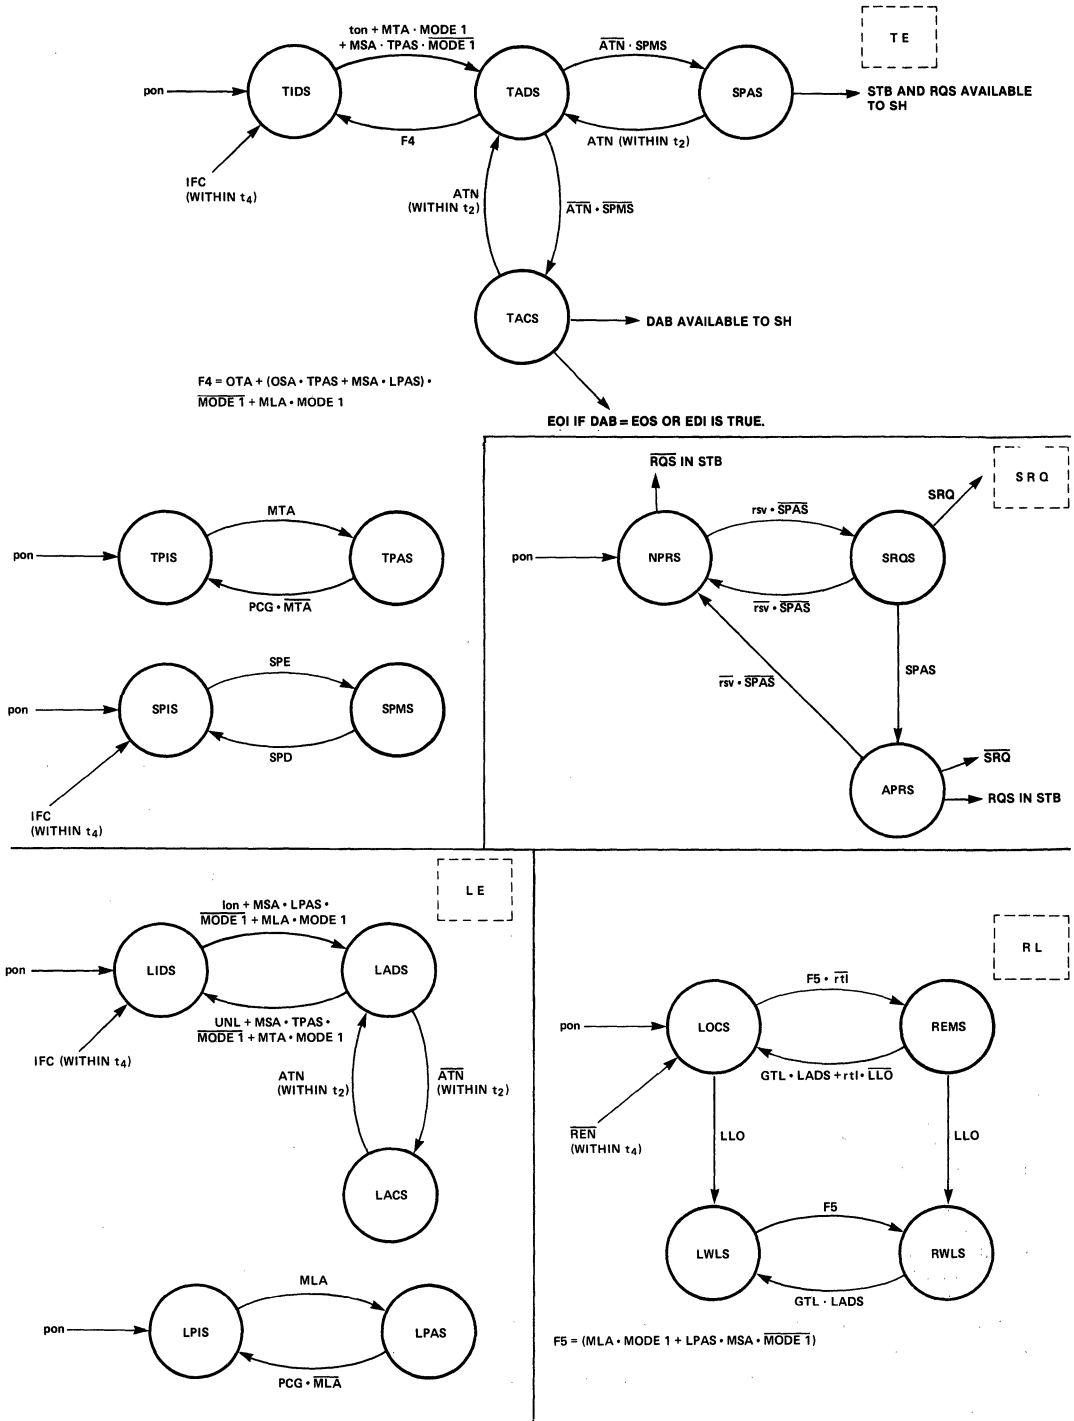 ton + MTA · MODE 1
+ MSA · TPAS · MODE 1
ATN · SPMS
T E
pon
TIDS
TADS
SPAS
STB AND RQS AVAILABLE
TO SH
F4
ATN (WITHIN t2)
IFC
(WITHIN t4)
ATN
(WITHIN t2)
ATN · SPMS
TACS
DAB AVAILABLE TO SH
F4 = OTA + (OSA · TPAS + MSA · LPAS) ·
MODE 1 + MLA · MODE 1
EOI IF DAB = EOS OR EDI IS TRUE.
MTA
pon
TPIS
TPAS
PCG · MTA
SPE
pon
SPIS
SPMS
SPD
IFC
(WITHIN t4)
RQS IN STB
S R Q
SRQ
rsv · SPAS
pon
NPRS
SRQS
rsv · SPAS
SPAS
rsv · SPAS
SRQ
APRS
RQS IN STB
L E
lon + MSA · LPAS ·
MODE 1 + MLA · MODE 1
pon
LIDS
LADS
UNL + MSA · TPAS ·
MODE 1 + MTA · MODE 1
IFC (WITHIN t4)
ATN
(WITHIN t2)
ATN
(WITHIN t2)
LACS
MLA
pon
LPIS
LPAS
PCG · MLA
R L
F5 · rtl
pon
LOCS
REMS
GTL · LADS + rtl · LLO
REN
(WITHIN t4)
LLO
LLO
F5
LWLS
RWLS
GTL · LADS
F5 = (MLA · MODE 1 + LPAS · MSA · MODE 1)